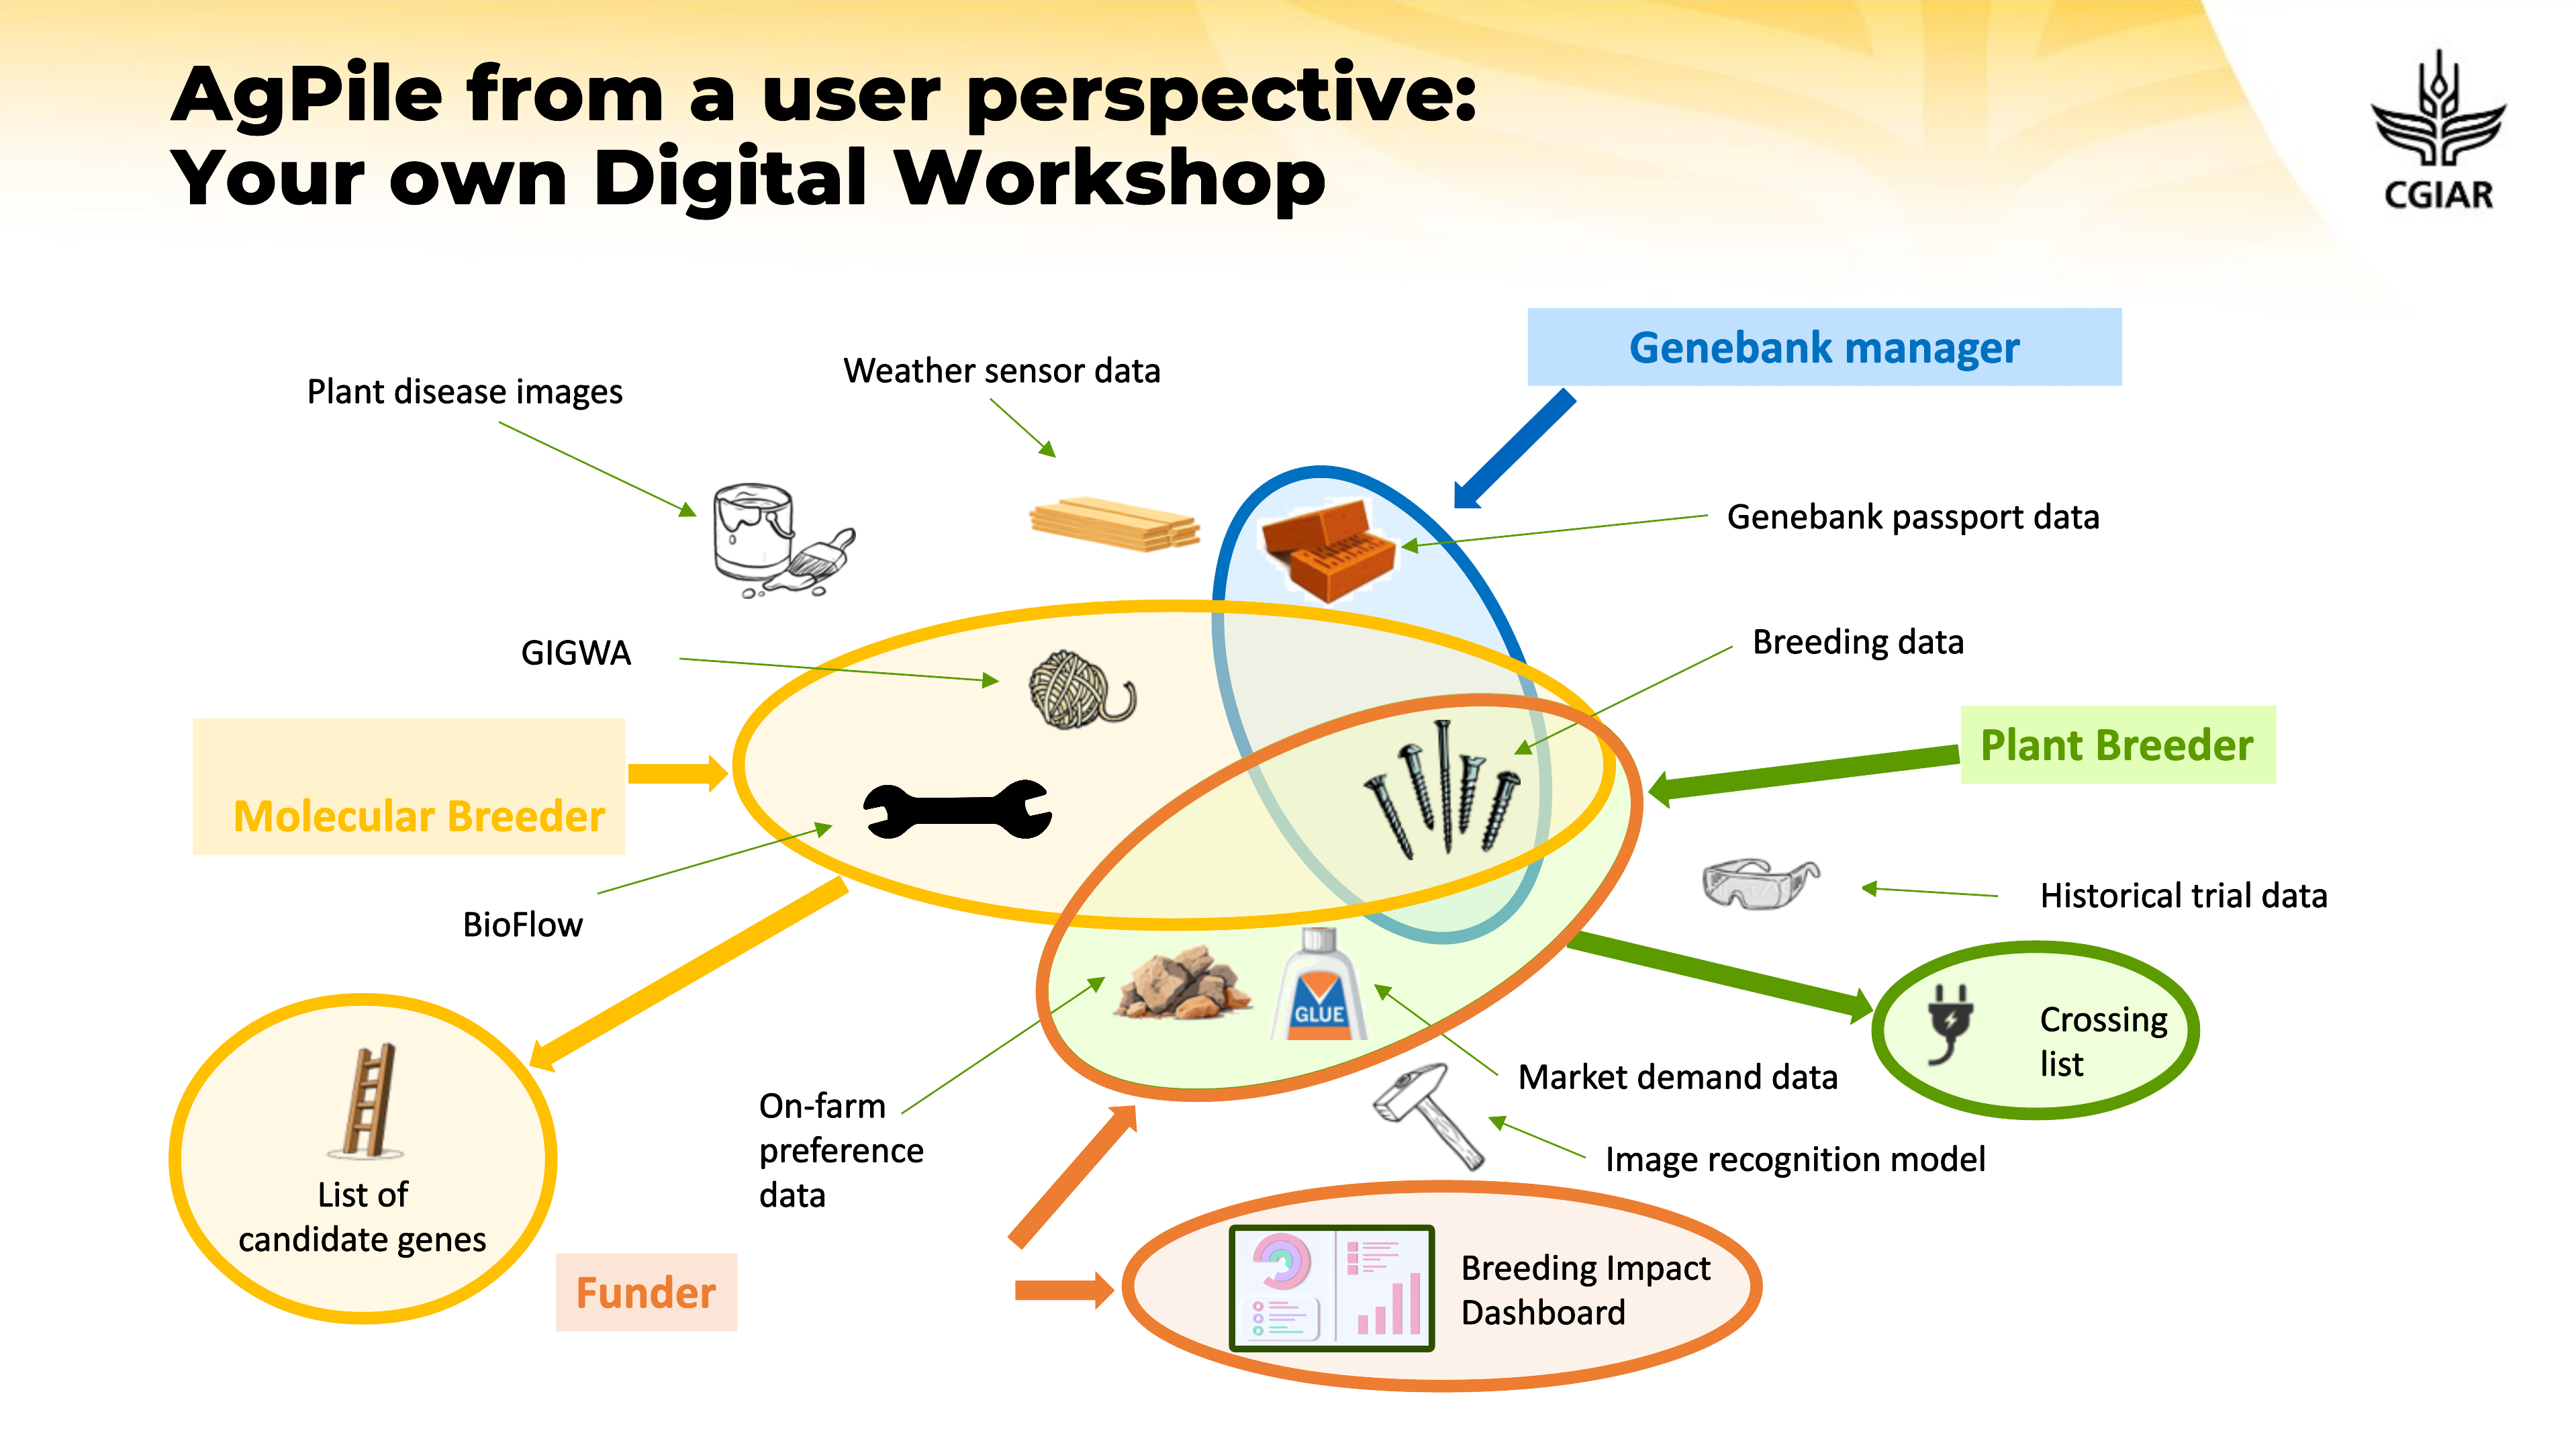 AgPile from a user perspective:
Your own Digital Workshop
CGIAR
Genebank manager
Weather sensor data
Plant disease images
Genebank passport data
GIGWA
Breeding data
Molecular Breeder
Plant Breeder
BioFlow
Historical trial data
GLUE
Crossing
list
Market demand data
On-farm
preference
data
Image recognition model
List of
candidate genes
Funder
Breeding Impact
Dashboard